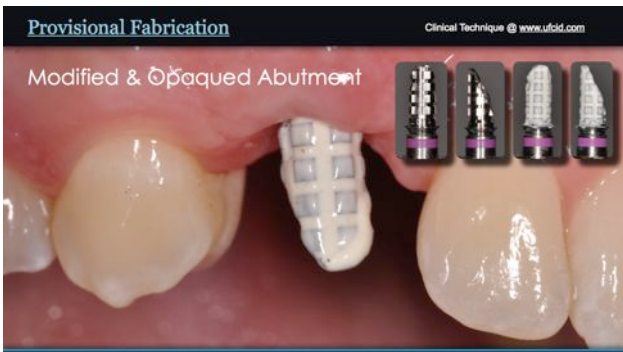 Provisional Fabrication
Clinical Technique @ www.ufcid.com
Modified & Opaqued Abutment